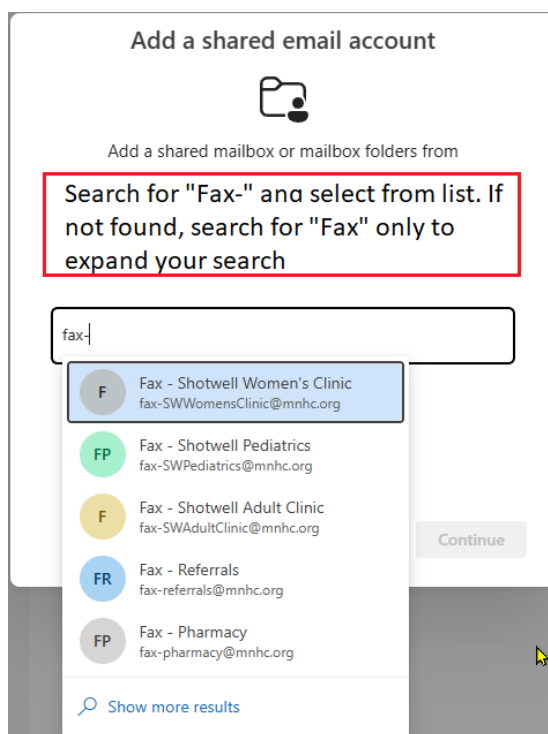 Add a shared email account
Add a shared mailbox or mailbox folders from
Search for "Fax-" and select from list. If
not found, search for "Fax" only to
expand your search
fax-
F
Fax - Shotwell Women's Clinic
fax-SWWomensClinic@mnhc.org
FP
Fax - Shotwell Pediatrics
fax-SWPediatrics@mnhc.org
F
Fax - Shotwell Adult Clinic
fax-SWAdultClinic@mnhc.org
Continue
FR
Fax - Referrals
fax-referrals@mnhc.org
FP
Fax - Pharmacy
fax-pharmacy@mnhc.org
Show more results